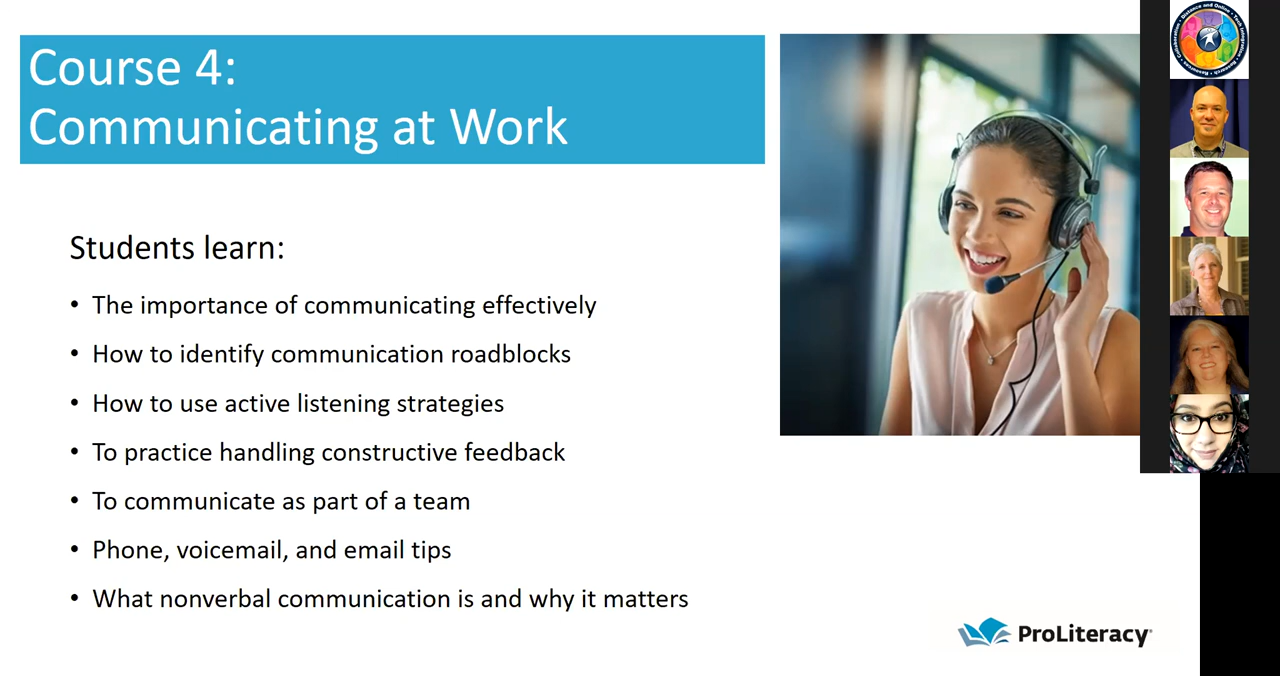 Course 4:
Communicating at Work
Students learn:
• The importance of communicating effectively
• How to identify communication roadblocks
• How to use active listening strategies
• To practice handling constructive feedback
• To communicate as part of a team
• Phone, voicemail, and email tips
• What nonverbal communication is and why it matters
ProLiteracy